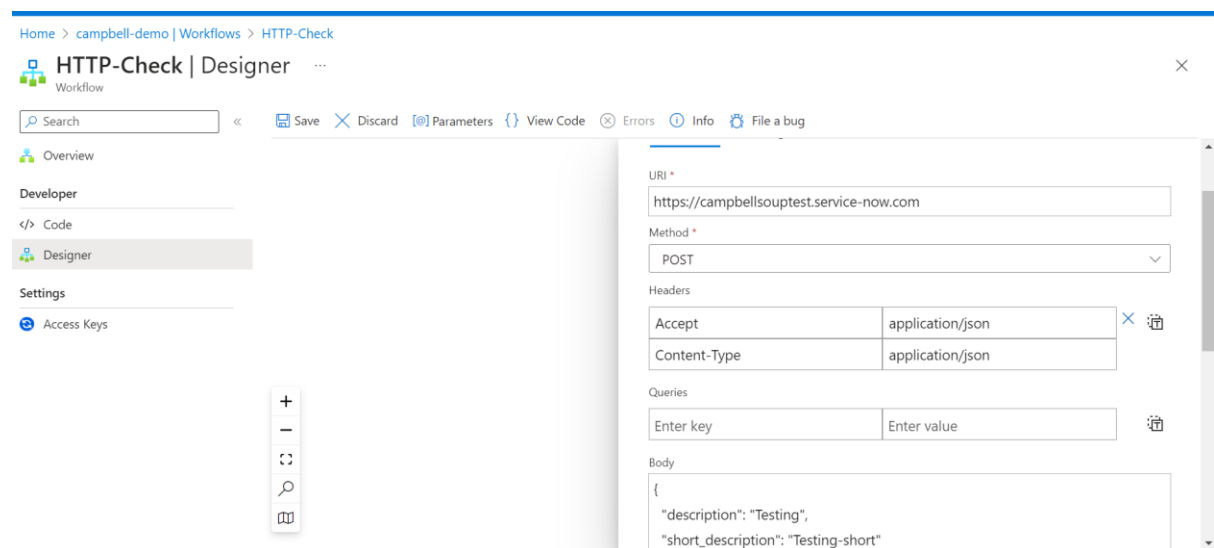 Home > campbell-demo | Workflows > HTTP-Check
HTTP-Check | Designer ...
Workflow
Search
«
Save Discard [@] Parameters {} View Code Errors Info File a bug
Overview
Developer
</> Code
Designer
Settings
Access Keys
URI *
https://campbellsouptest.service-now.com
Method *
POST
Headers
Accept application/json
Content-Type application/json
Queries
Enter key Enter value
Body
{
"description": "Testing",
"short_description": "Testing-short"